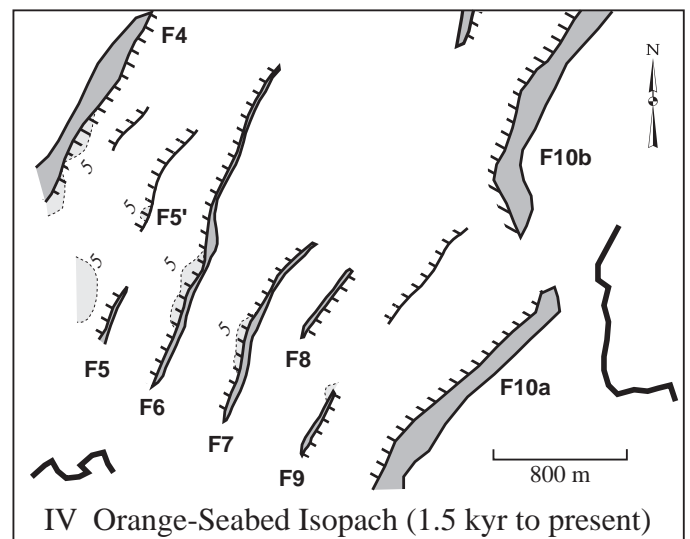 F4
N
5
F10b
5
F5'
5
5
5
F8
F5
F10a
F6
F7
F9
800 m
IV Orange-Seabed Isopach (1.5 kyr to present)